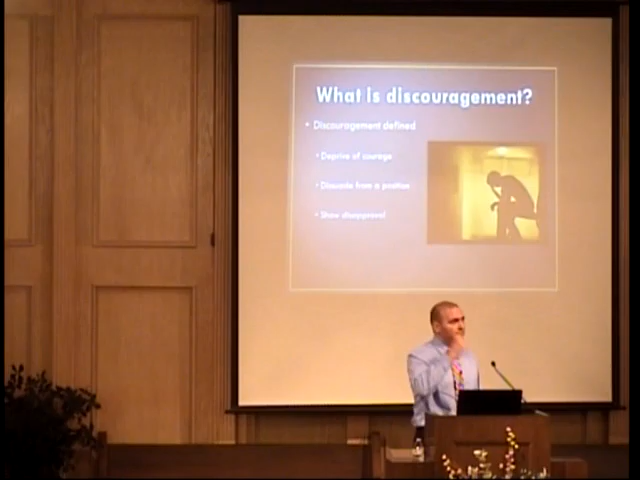 What is discouragement?
• Discouragement defined
• Deprive of courage
• Dissuade from a position
• Show disapproval